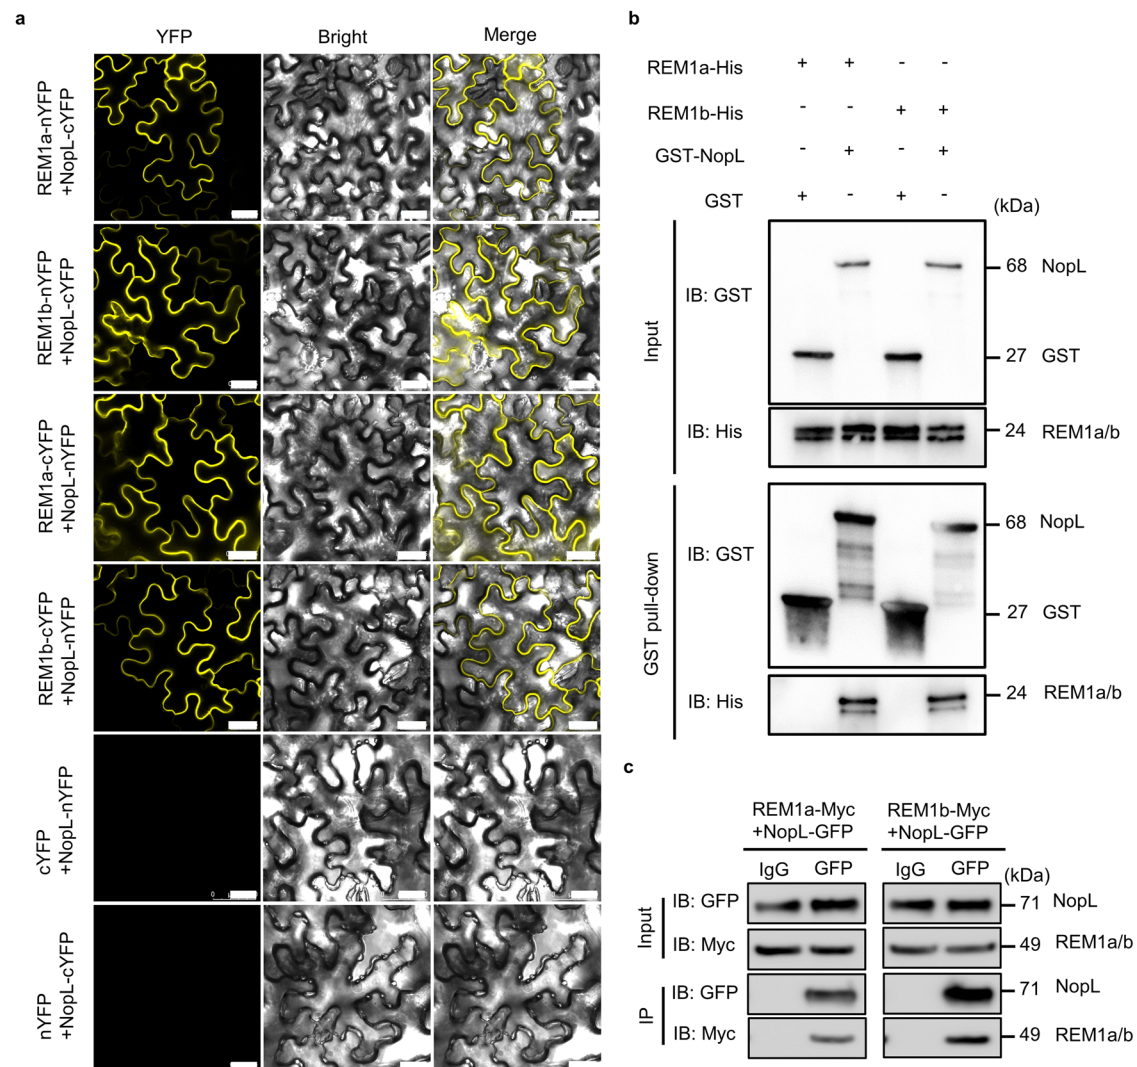 a
YFP
Bright
Merge
REM1a-nYFP
+NopL-cYFP
REM1b-nYFP
+NopL-cYFP
REM1a-cYFP
+NopL-nYFP
REM1b-cYFP
+NopL-nYFP
cYFP
+NopL-nYFP
nYFP
+NopL-cYFP
b
REM1a-His + + - -
REM1b-His - - + +
GST-NopL - + - +
GST + - + -
(kDa)
Input
IB: GST
68 NopL
27 GST
IB: His
24 REM1a/b
GST pull-down
IB: GST
68 NopL
27 GST
IB: His
24 REM1a/b
c
REM1a-Myc
+NopL-GFP
REM1b-Myc
+NopL-GFP
IgG GFP IgG GFP (kDa)
Input
IB: GFP 71 NopL
IB: Myc 49 REM1a/b
IP
IB: GFP 71 NopL
IB: Myc 49 REM1a/b